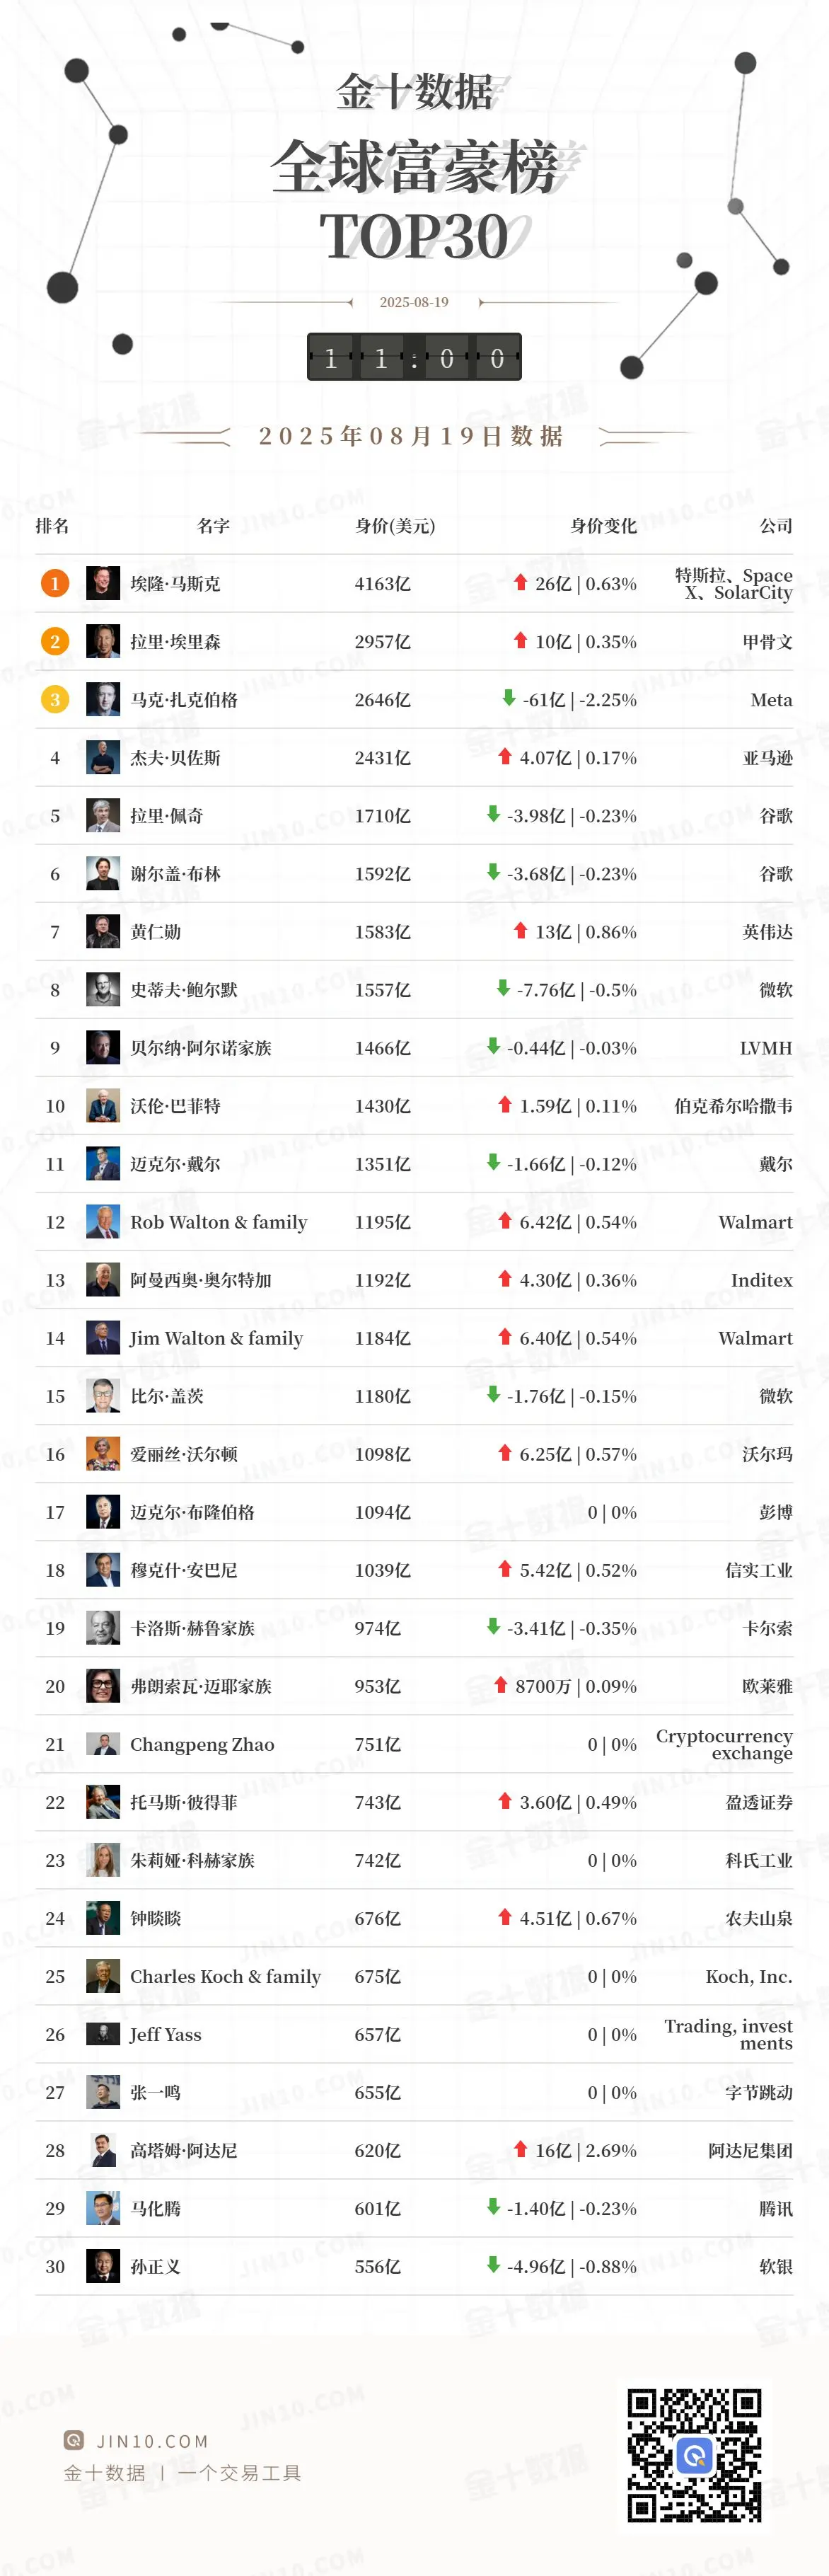 金十数据
全球富豪榜
TOP30
2025-08-19
11:00
2025年08月19日数据
排名 名字 身价(美元) 身价变化 公司
1 埃隆·马斯克 4163亿 26亿 | 0.63% 特斯拉、Space
X、SolarCity
2 拉里·埃里森 2957亿 10亿 | 0.35% 甲骨文
3 马克·扎克伯格 2646亿 -61亿 | -2.25% Meta
4 杰夫·贝佐斯 2431亿 4.07亿 | 0.17% 亚马逊
5 拉里·佩奇 1710亿 -3.98亿 | -0.23% 谷歌
6 谢尔盖·布林 1592亿 -3.68亿 | -0.23% 谷歌
7 黄仁勋 1583亿 13亿 | 0.86% 英伟达
8 史蒂夫·鲍尔默 1557亿 -7.76亿 | -0.5% 微软
9 贝尔纳·阿尔诺家族 1466亿 -0.44亿 | -0.03% LVMH
10 沃伦·巴菲特 1430亿 1.59亿 | 0.11% 伯克希尔哈撒韦
11 迈克尔·戴尔 1351亿 -1.66亿 | -0.12% 戴尔
12 Rob Walton & family 1195亿 6.42亿 | 0.54% Walmart
13 阿曼西奥·奥尔特加 1192亿 4.30亿 | 0.36% Inditex
14 Jim Walton & family 1184亿 6.40亿 | 0.54% Walmart
15 比尔·盖茨 1180亿 -1.76亿 | -0.15% 微软
16 爱丽丝·沃尔顿 1098亿 6.25亿 | 0.57% 沃尔玛
17 迈克尔·布隆伯格 1094亿 0 | 0% 彭博
18 穆克什·安巴尼 1039亿 5.42亿 | 0.52% 信实工业
19 卡洛斯·赫鲁家族 974亿 -3.41亿 | -0.35% 卡尔索
20 弗朗索瓦·迈耶家族 953亿 8700万 | 0.09% 欧莱雅
21 Changpeng Zhao 751亿 0 | 0% Cryptocurrency
exchange
22 托马斯·彼得菲 743亿 3.60亿 | 0.49% 盈透证券
23 朱莉娅·科赫家族 742亿 0 | 0% 科氏工业
24 钟睒睒 676亿 4.51亿 | 0.67% 农夫山泉
25 Charles Koch & family 675亿 0 | 0% Koch, Inc.
26 Jeff Yass 657亿 0 | 0% Trading, invest
ments
27 张一鸣 655亿 0 | 0% 字节跳动
28 高塔姆·阿达尼 620亿 16亿 | 2.69% 阿达尼集团
29 马化腾 601亿 -1.40亿 | -0.23% 腾讯
30 孙正义 556亿 -4.96亿 | -0.88% 软银
JIN10.COM
金十数据 | 一个交易工具